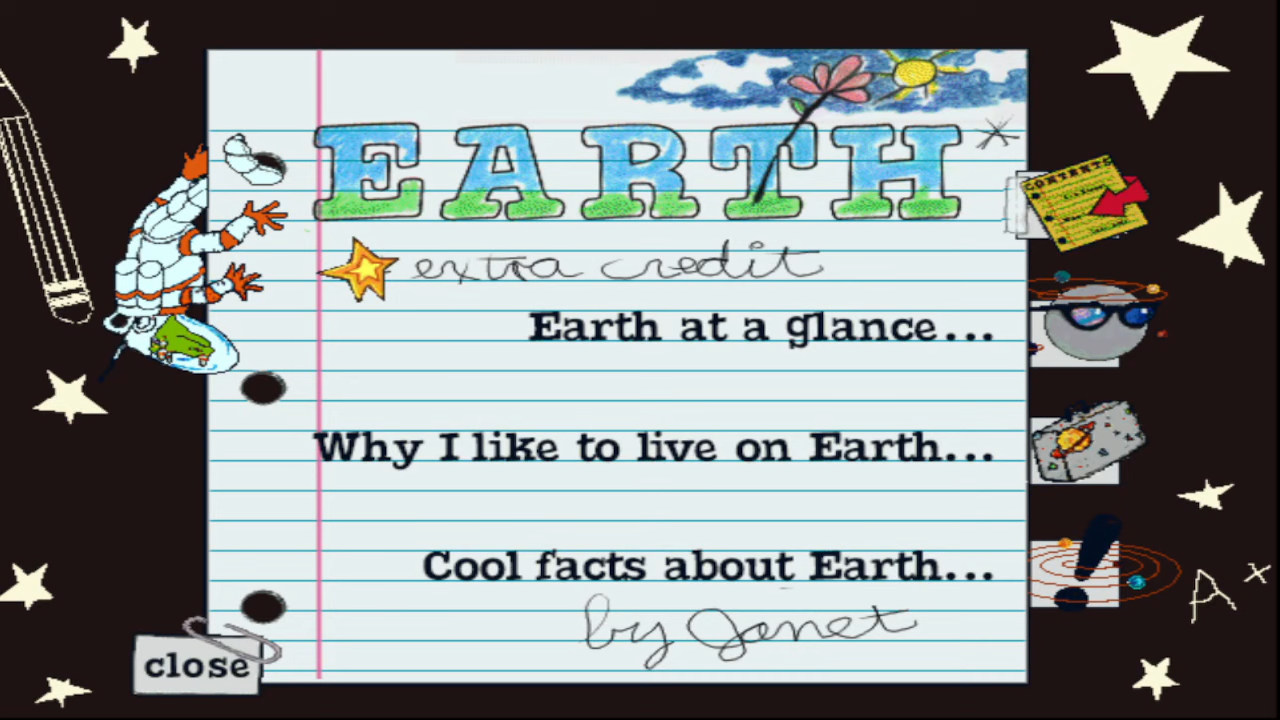 EARTH
extra credit
CONTENTS
Earth at a glance...
Why I like to live on Earth...
Cool facts about Earth...
by Janet
close
A
x